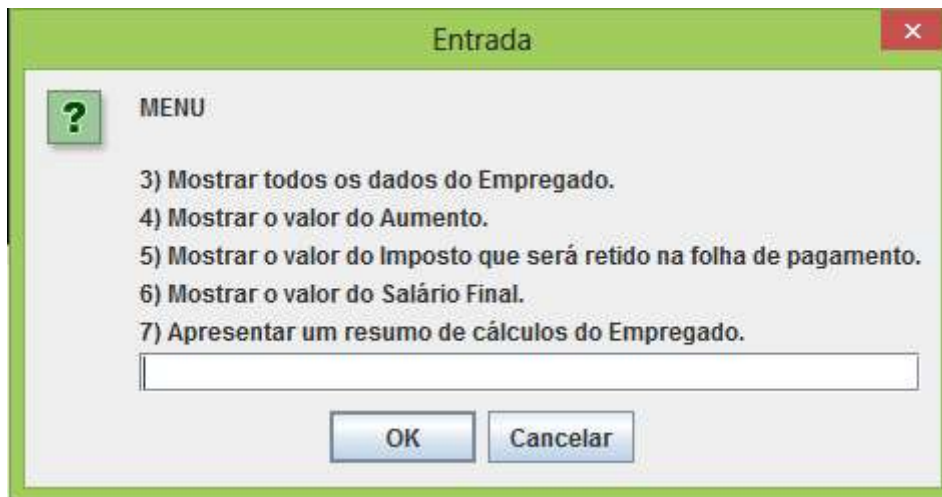 Entrada
MENU
3) Mostrar todos os dados do Empregado.
4) Mostrar o valor do Aumento.
5) Mostrar o valor do Imposto que será retido na folha de pagamento.
6) Mostrar o valor do Salário Final.
7) Apresentar um resumo de cálculos do Empregado.
OK Cancelar